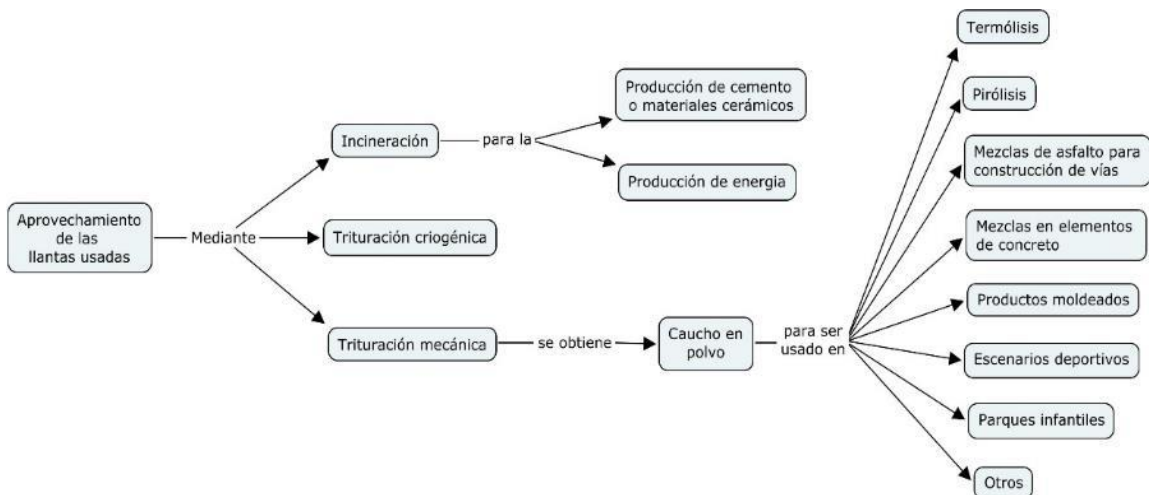 Aprovechamiento
de las
llantas usadas
Mediante
Incineración
para la
Producción de cemento
o materiales cerámicos
Producción de energia
Trituración criogénica
Trituración mecánica
se obtiene
Caucho en
polvo
para ser
usado en
Termólisis
Pirólisis
Mezclas de asfalto para
construcción de vías
Mezclas en elementos
de concreto
Productos moldeados
Escenarios deportivos
Parques infantiles
Otros